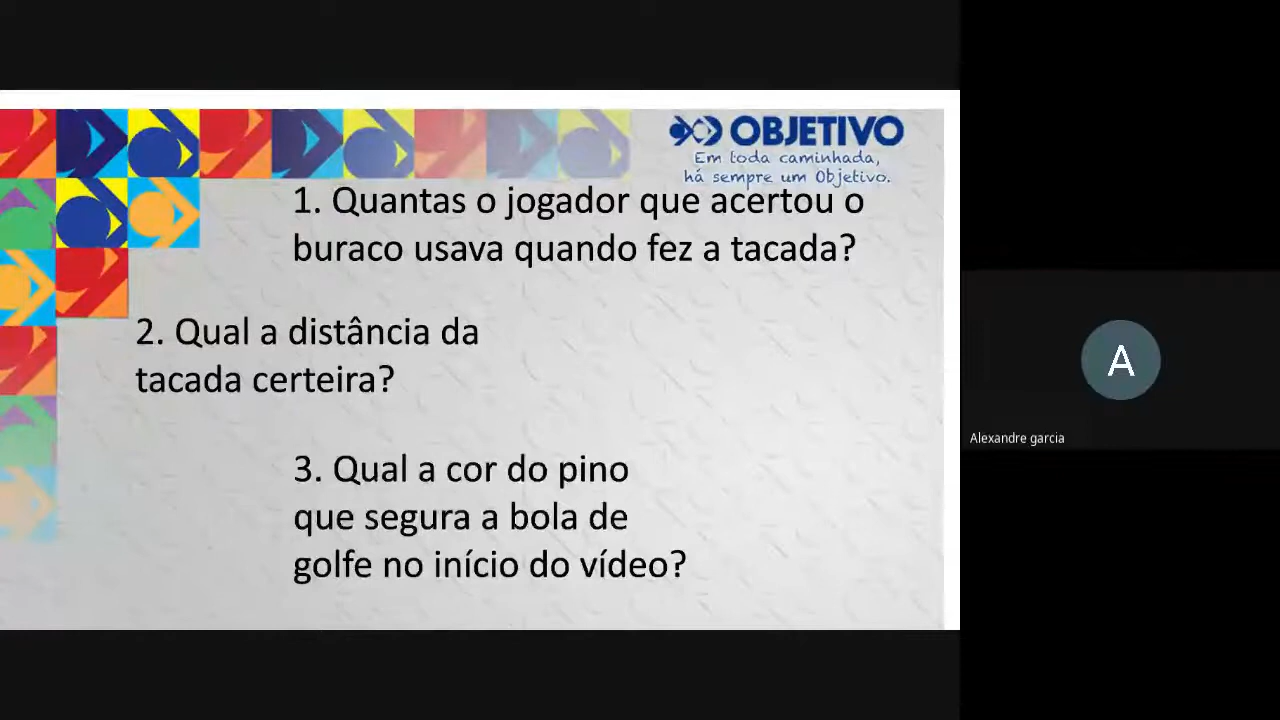 OBJETIVO
Em toda caminhada,
há sempre um Objetivo.
1. Quantas o jogador que acertou o
buraco usava quando fez a tacada?
2. Qual a distância da
tacada certeira?
3. Qual a cor do pino
que segura a bola de
golfe no início do vídeo?
A
Alexandre garcia